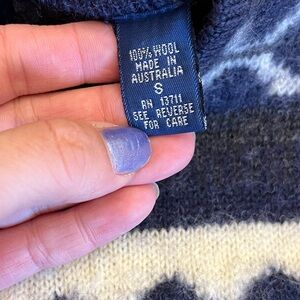 100% WOOL
MADE IN
AUSTRALIA
S
RN 13711
SEE REVERSE
FOR CARE